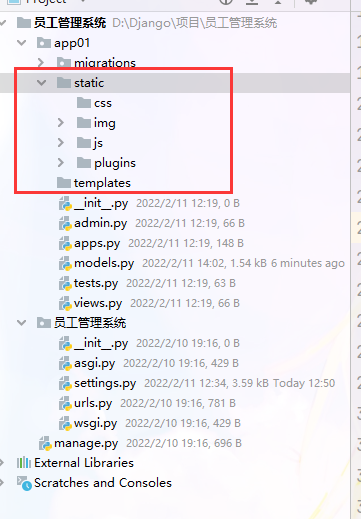 Project
员工管理系统 D:\Django\项目\员工管理系统
app01
migrations
static
css
img
js
plugins
templates
__init__.py 2022/2/11 12:19, 0 B
admin.py 2022/2/11 12:19, 66 B
apps.py 2022/2/11 12:19, 148 B
models.py 2022/2/11 14:02, 1.54 kB 6 minutes ago
tests.py 2022/2/11 12:19, 63 B
views.py 2022/2/11 12:19, 66 B
员工管理系统
__init__.py 2022/2/10 19:16, 0 B
asgi.py 2022/2/10 19:16, 429 B
settings.py 2022/2/11 12:34, 3.59 kB Today 12:50
urls.py 2022/2/10 19:16, 781 B
wsgi.py 2022/2/10 19:16, 429 B
manage.py 2022/2/10 19:16, 696 B
External Libraries
Scratches and Consoles